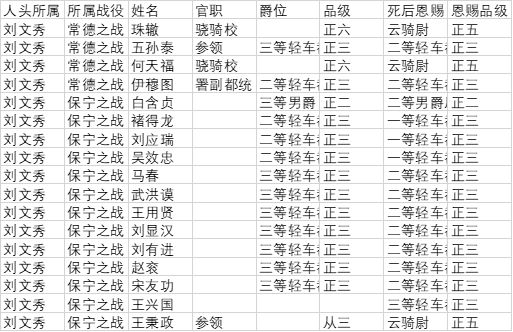 人头所属 所属战役 姓名 官职 爵位 品级 死后恩赐 恩赐品级
刘文秀 常德之战 珠辙 骁骑校 正六 云骑尉 正五
刘文秀 常德之战 五孙泰 参领 三等轻车 正三 二等轻车 正三
刘文秀 常德之战 何天福 骁骑校 正六 云骑尉 正五
刘文秀 常德之战 伊穆图 署副都统 二等轻车 正三 二等轻车 正三
刘文秀 保宁之战 白含贞 三等男爵 正二 二等男爵 正二
刘文秀 保宁之战 褚得龙 二等轻车 正三 一等轻车 正三
刘文秀 保宁之战 刘应瑞 二等轻车 正三 一等轻车 正三
刘文秀 保宁之战 吴效忠 二等轻车 正三 一等轻车 正三
刘文秀 保宁之战 马春 三等轻车 正三 二等轻车 正三
刘文秀 保宁之战 武洪谟 三等轻车 正三 二等轻车 正三
刘文秀 保宁之战 王用贤 三等轻车 正三 二等轻车 正三
刘文秀 保宁之战 刘显汉 三等轻车 正三 二等轻车 正三
刘文秀 保宁之战 刘有进 三等轻车 正三 二等轻车 正三
刘文秀 保宁之战 赵衮 三等轻车 正三 二等轻车 正三
刘文秀 保宁之战 宋友功 三等轻车 正三 二等轻车 正三
刘文秀 保宁之战 王兴国 三等轻车 正三
刘文秀 保宁之战 王秉政 参领 从三 云骑尉 正五